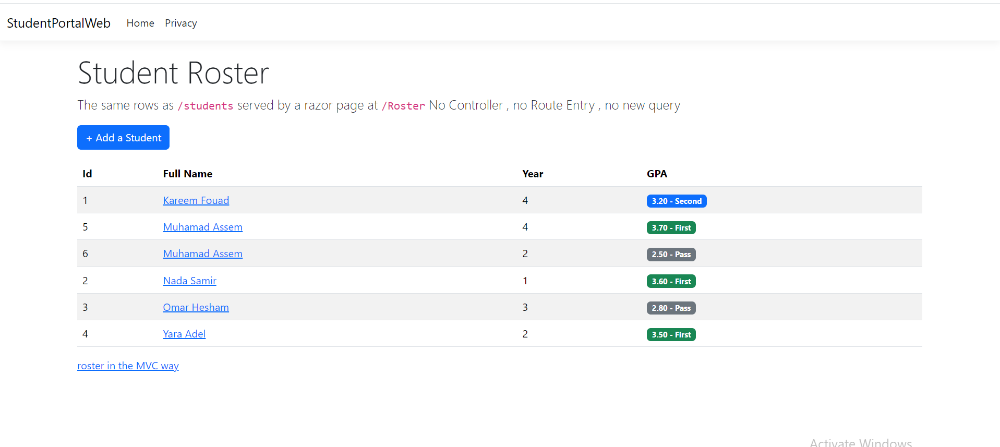 StudentPortalWeb Home Privacy
Student Roster
The same rows as /students served by a razor page at /Roster No Controller , no Route Entry , no new query
+ Add a Student
Id Full Name Year GPA
1 Kareem Fouad 4 3.20 - Second
5 Muhamad Assem 4 3.70 - First
6 Muhamad Assem 2 2.50 - Pass
2 Nada Samir 1 3.60 - First
3 Omar Hesham 3 2.80 - Pass
4 Yara Adel 2 3.50 - First
roster in the MVC way
Activate Windows